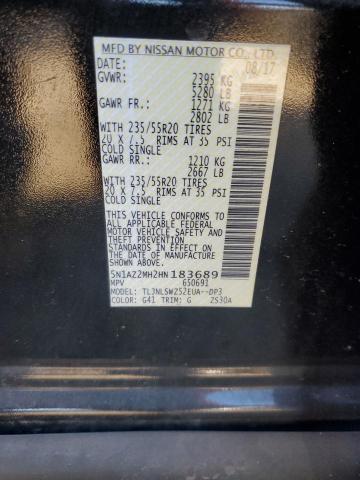 MFD BY NISSAN MOTOR CO., LTD.
DATE: 08/17
GVWR: 2395 KG
5280 LB
GAWR FR.: 1271 KG
2802 LB
WITH 235/55R20 TIRES
20 X 7.5 RIMS AT 35 PSI
COLD SINGLE
GAWR RR.: 1210 KG
2667 LB
WITH 235/55R20 TIRES
20 X 7.5 RIMS AT 35 PSI
COLD SINGLE
THIS VEHICLE CONFORMS
TO ALL APPLICABLE FEDERAL
MOTOR VEHICLE SAFETY
STANDARDS IN EFFECT ON
THE DATE OF MANUFACTURE
SHOWN ABOVE.
5N1AZ2MH2HN183689
MPV 650691
MODEL: TLJNLSWZ52EUA--DP3
COLOR: G41 TRIM: G 2S30A